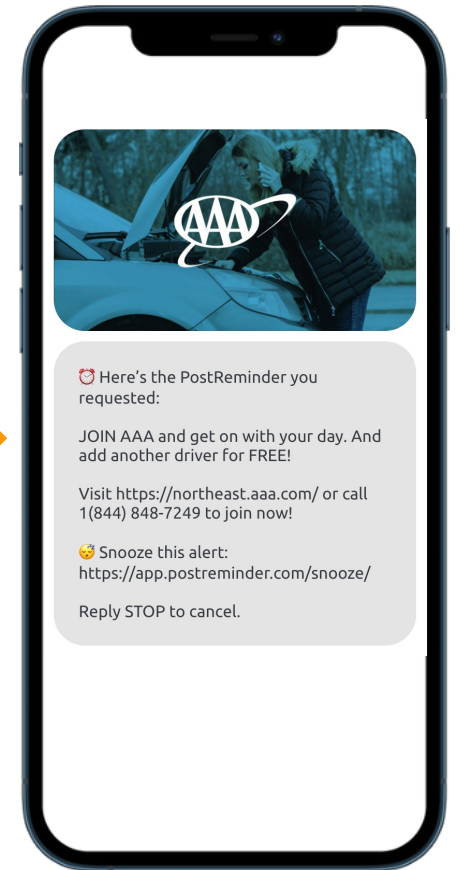 AAA
⏰ Here's the PostReminder you
requested:
JOIN AAA and get on with your day. And
add another driver for FREE!
Visit https://northeast.aaa.com/ or call
1(844) 848-7249 to join now!
😴 Snooze this alert:
https://app.postreminder.com/snooze/
Reply STOP to cancel.